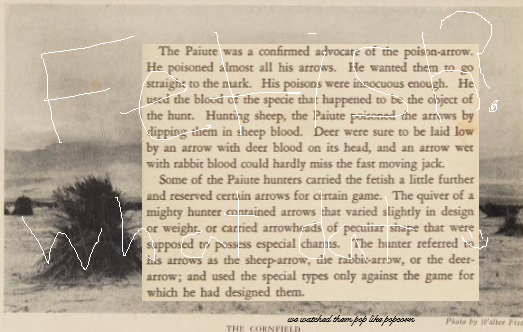 Fetish?
The Paiute was a confirmed advocate of the poison-arrow.
He poisoned almost all his arrows. He wanted them to go
straight to the mark. His poisons were innocuous enough. He
used the blood of the specie that happened to be the object of
the hunt. Hunting sheep, the Paiute poisoned the arrows by
dipping them in sheep blood. Deer were sure to be laid low
by an arrow with deer blood on its head, and an arrow wet
with rabbit blood could hardly miss the fast moving jack.
Some of the Paiute hunters carried the fetish a little further
and reserved certain arrows for certain game. The quiver of a
mighty hunter contained arrows that varied slightly in design
or weight, or carried arrowheads of peculiar shape that were
supposed to possess especial charm. The hunter referred to
his arrows as the sheep-arrow, the rabbit-arrow, or the deer-
arrow; and used the special types only against the game for
which he had designed them.
what
we watched them pop like popcorn
Photo by Walter
THE CORNFIELD